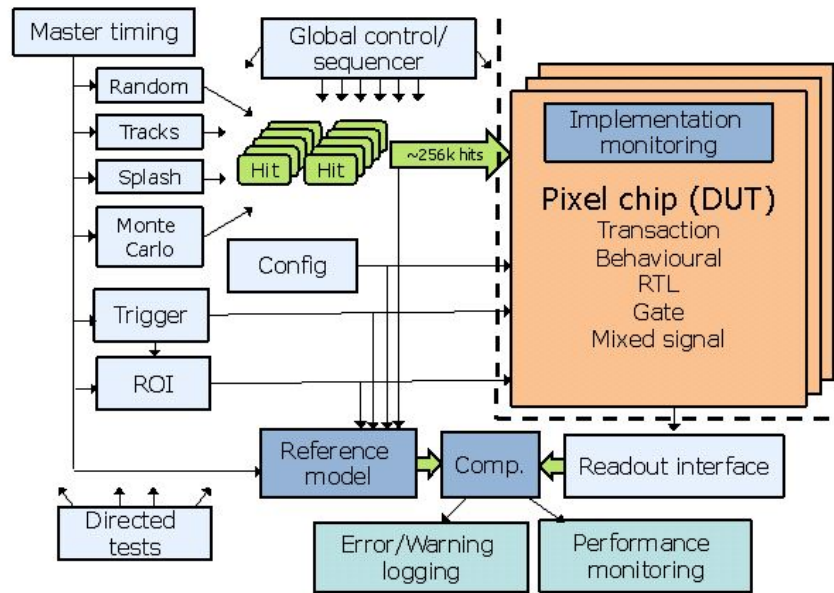 Master timing
Global control/
sequencer
Random
Tracks
Splash
Monte
Carlo
Hit
Hit
~256k hits
Implementation
monitoring
Pixel chip (DUT)
Transaction
Behavioural
RTL
Gate
Mixed signal
Config
Trigger
ROI
Reference
model
Comp.
Readout interface
Directed
tests
Error/Warning
logging
Performance
monitoring